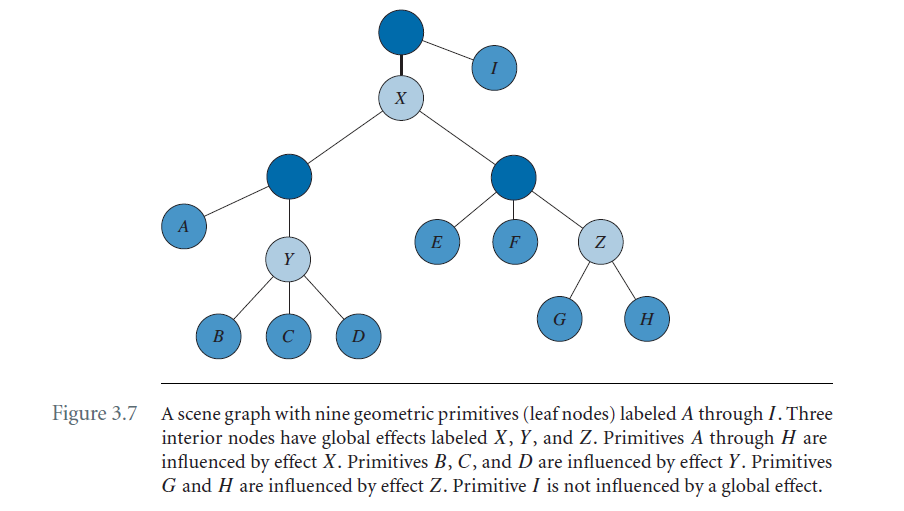 I
X
A
E
F
Z
Y
G
H
B
C
D
Figure 3.7 A scene graph with nine geometric primitives (leaf nodes) labeled A through I. Three
interior nodes have global effects labeled X, Y, and Z. Primitives A through H are
influenced by effect X. Primitives B, C, and D are influenced by effect Y. Primitives
G and H are influenced by effect Z. Primitive I is not influenced by a global effect.